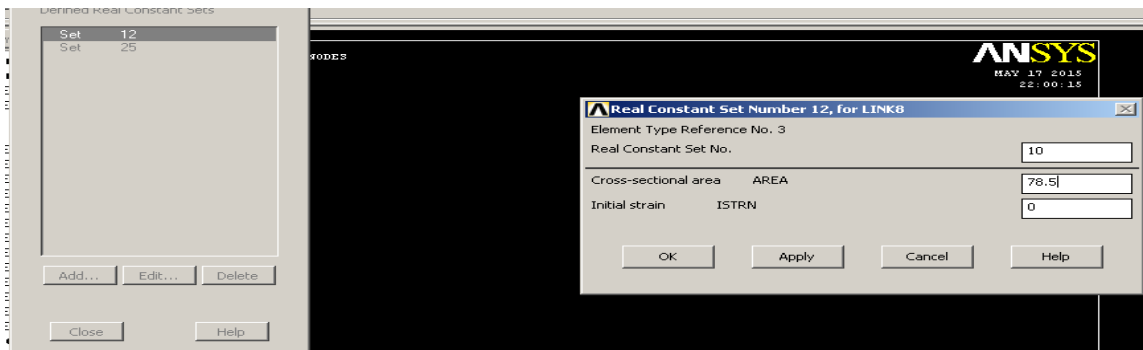 Defined Real Constant Sets
Set 12
Set 25
NODES
ANSYS
MAY 17 2015
22:00:15
Real Constant Set Number 12, for LINK8
Element Type Reference No. 3
Real Constant Set No. 10
Cross-sectional area AREA 78.5
Initial strain ISTRN 0
OK Apply Cancel Help
Add... Edit... Delete
Close Help